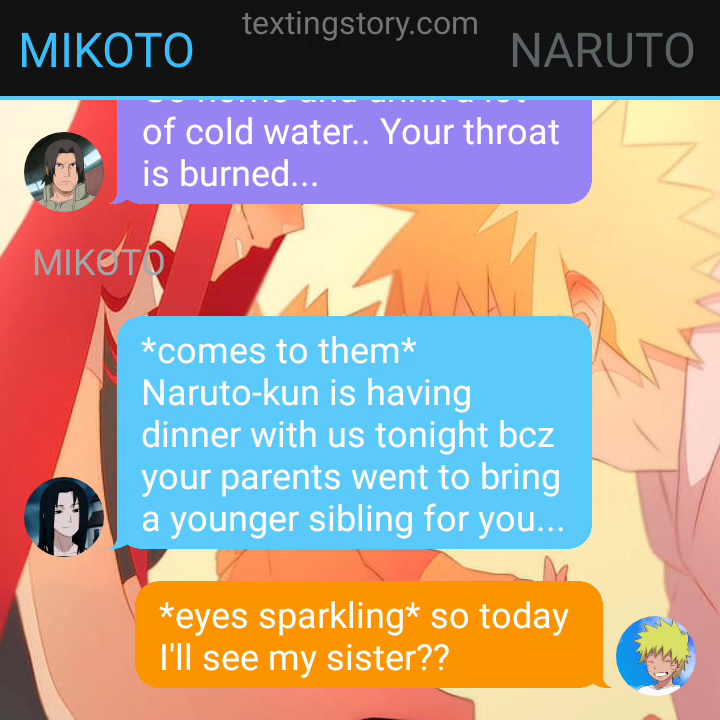 textingstory.com
MIKOTO NARUTO
of cold water.. Your throat
is burned...
MIKOTO
*comes to them*
Naruto-kun is having
dinner with us tonight bcz
your parents went to bring
a younger sibling for you...
*eyes sparkling* so today
I'll see my sister??